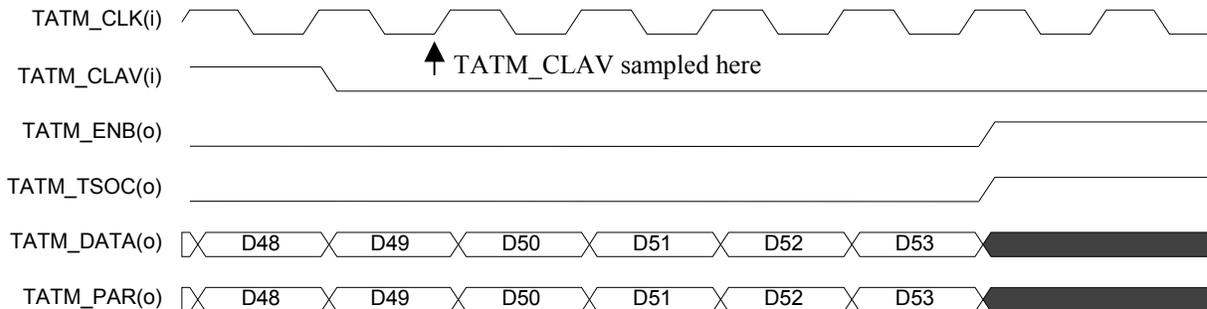 TATM_CLK(i)
TATM_CLAV sampled here
TATM_CLAV(i)
TATM_ENB(o)
TATM_TSOC(o)
TATM_DATA(o) D48 D49 D50 D51 D52 D53
TATM_PAR(o) D48 D49 D50 D51 D52 D53